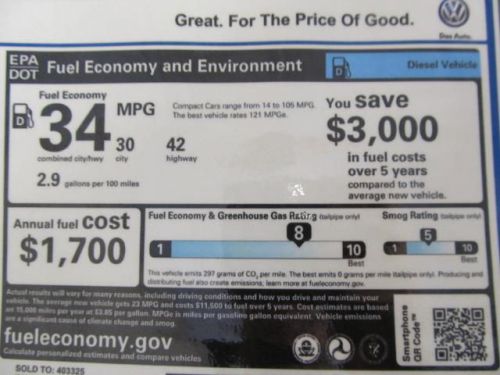 Great. For The Price Of Good.
Das Auto.
EPA
DOT
Fuel Economy and Environment
Diesel Vehicle
D
Fuel Economy
34 MPG
30
city
42
highway
combined city/hwy
2.9 gallons per 100 miles
Compact Cars range from 14 to 105 MPG.
The best vehicle rates 121 MPGe.
You save
$3,000
in fuel costs
over 5 years
compared to the
average new vehicle.
Annual fuel cost
$1,700
Fuel Economy & Greenhouse Gas Rating (tailpipe only)
8
1
10
Best
Smog Rating (tailpipe only)
5
1
10
Best
This vehicle emits 297 grams of CO2 per mile. The best emits 0 grams per mile (tailpipe only). Producing and
distributing fuel also create emissions; learn more at fueleconomy.gov.
Actual results will vary for many reasons, including driving conditions and how you drive and maintain your
vehicle. The average new vehicle gets 23 MPG and costs $11,500 to fuel over 5 years. Cost estimates are based
on 15,000 miles per year at $3.85 per gallon. MPGe is miles per gasoline gallon equivalent. Vehicle emissions
are a significant cause of climate change and smog.
fueleconomy.gov
Calculate personalized estimates and compare vehicles
Smartphone
QR Code™
SOLD TO: 403325